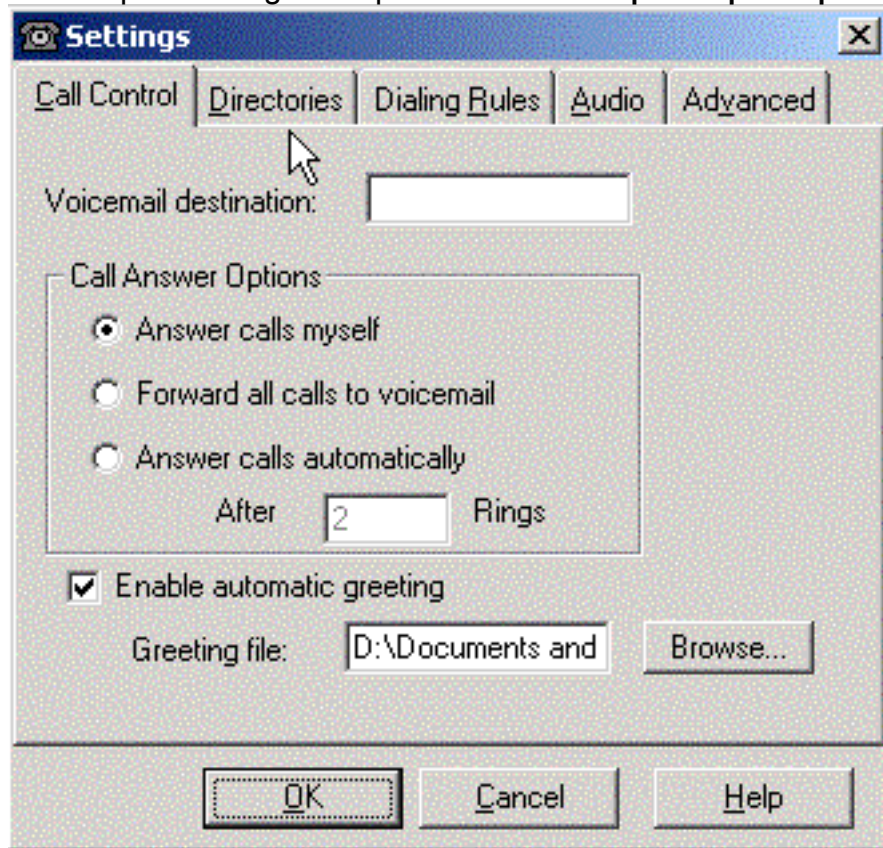 Settings
Call Control Directories Dialing Rules Audio Advanced
Voicemail destination:
Call Answer Options
Answer calls myself
Forward all calls to voicemail
Answer calls automatically
After 2 Rings
Enable automatic greeting
Greeting file: D:\Documents and Browse...
OK Cancel Help